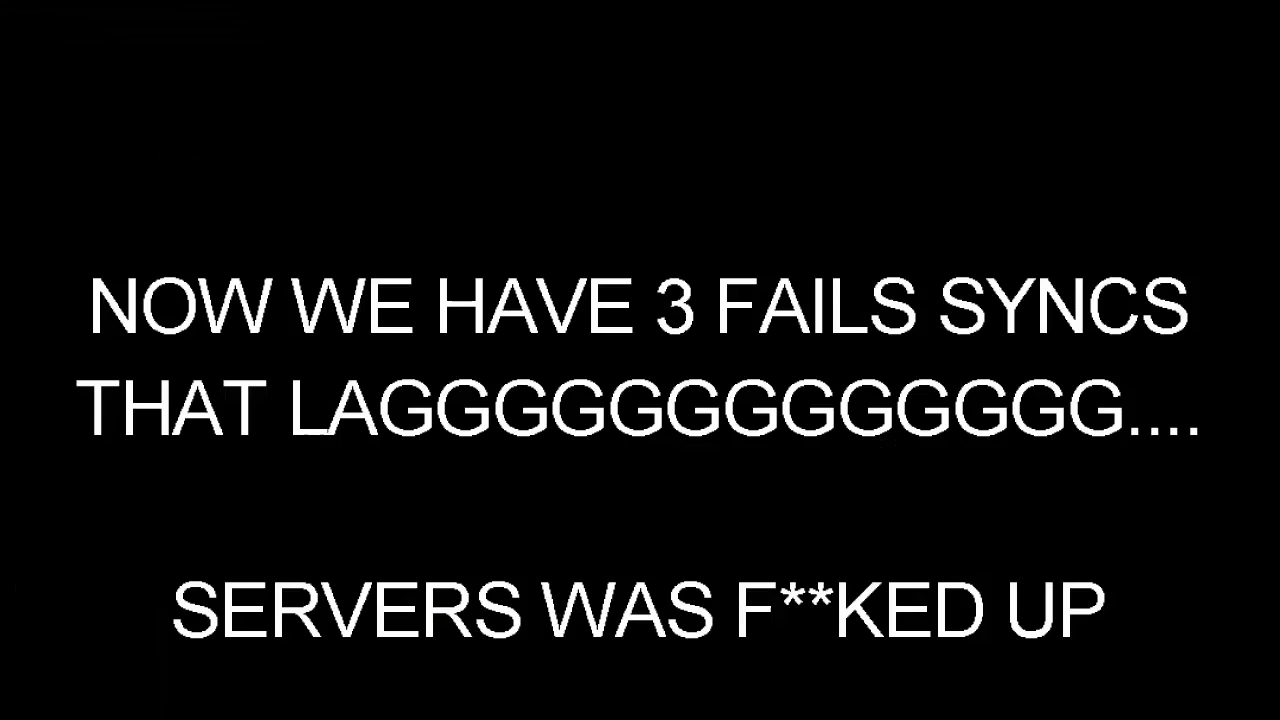 NOW WE HAVE 3 FAILS SYNCS
THAT LAGGGGGGGGGGGGG....
SERVERS WAS F**KED UP